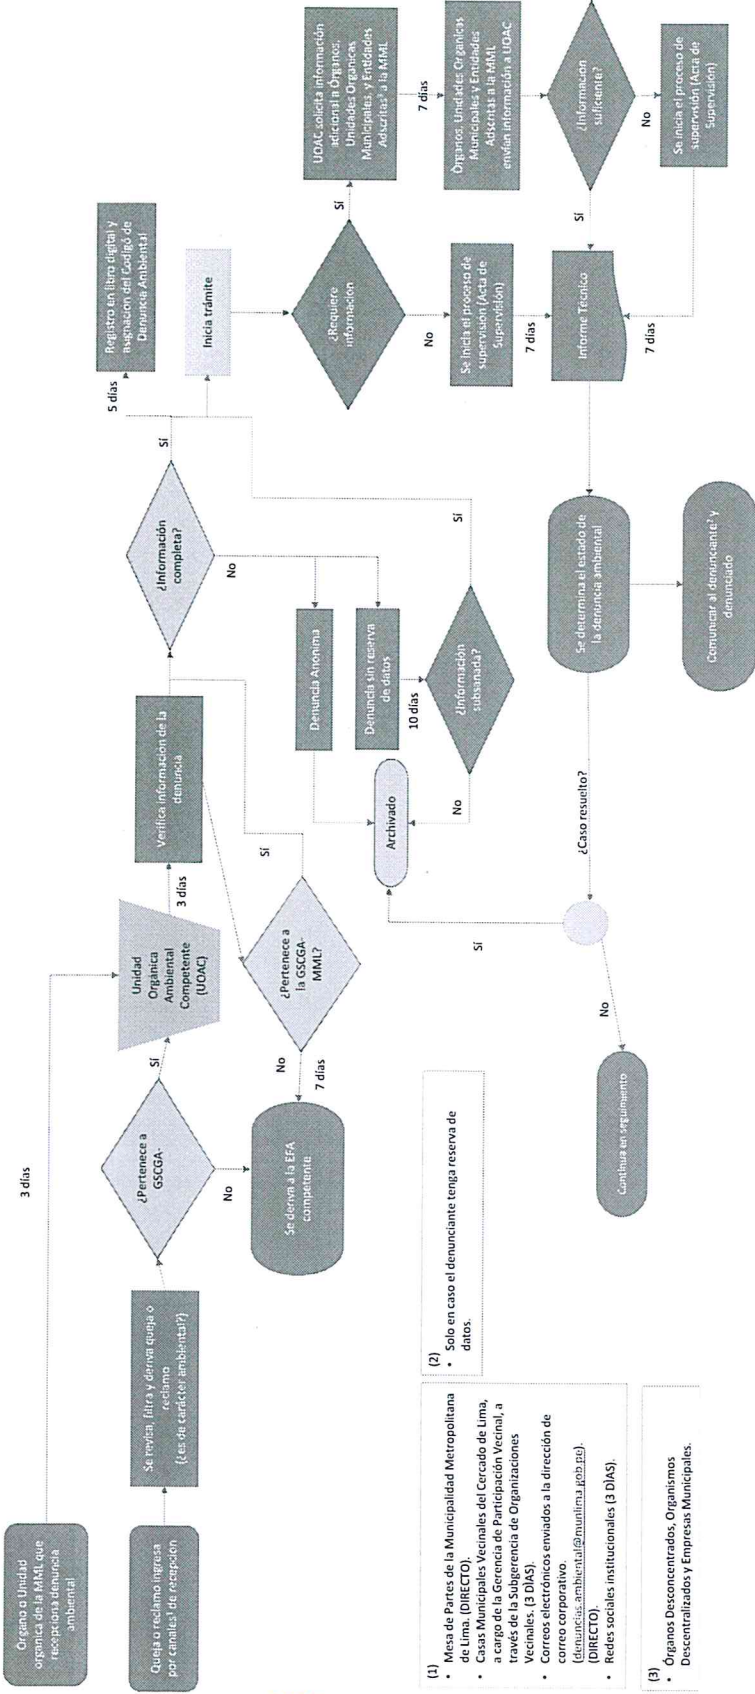 Órgano o Unidad
organica de la MML que
recepciona denuncia
ambiental
3 días
Queja o reclamo ingresa
por canales¹ de recepción
Se revisa, filtra y deriva queja o
reclamo
(¿es de carácter ambiental?)
¿Pertenece a
GSCGA-
Sí
No
Se deriva a la EFA
competente
Unidad
Orgánica
Ambiental
Competente
(UOAC)
3 días
Verifica informacion de la
denuncia
¿Pertenece a
la GSCGA-
MML?
No
7 días
Sí
¿Información
completa?
Sí
No
5 días
Registro en libro digital y
asignacion del Codigó de
Denuncia Ambiental
Inicia trámite
Denuncia Anonima
Denuncia sin reserva
de datos
10 días
¿Información
subsanada?
Sí
No
Archivado
¿Requiere
informacion
Sí
No
UOAC solicita información
adicional a Órganos,
Unidades Organicas
Municipales, y Entidades
Adscritas³ a la MML
7 días
Órganos, Unidades Organicas
Municipales y Entidades
Adscritas a la MML
envían información a UOAC
¿Informacion
suficiente?
Sí
No
Se inicia el proceso de
supervisión (Acta de
Supervisión)
7 días
Se inicia el proceso de
supervisión (Acta de
Supervisión)
7 días
Informe Técnico
Se determina el estado de
la denuncia ambiental
Comunicar al denunciante² y
denunciado
¿Caso resuelto?
Sí
No
Continua en seguimiento
(1)
• Mesa de Partes de la Municipalidad Metropolitana
de Lima. (DIRECTO).
• Casas Municipales Vecinales del Cercado de Lima,
a cargo de la Gerencia de Participación Vecinal, a
través de la Subgerencia de Organizaciones
Vecinales. (3 DÍAS).
• Correos electrónicos enviados a la dirección de
correo corporativo.
(denuncias.ambiental@munlima.gob.pe).
(DIRECTO).
• Redes sociales institucionales (3 DÍAS).
(2)
• Solo en caso el denunciante tenga reserva de
datos.
(3)
• Órganos Desconcentrados, Organismos
Descentralizados y Empresas Municipales.